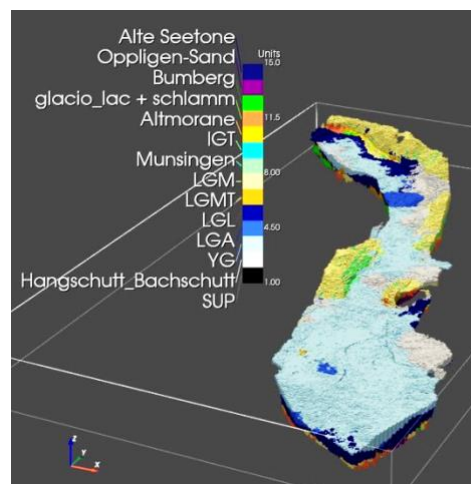 Alte Seetone
Oppligen-Sand
Bumberg
glacio_lac + schlamm
Altmorane
IGT
Munsingen
LGM
LGMT
LGL
LGA
YG
Hangschutt_Bachschutt
SUP
Units
15.0
11.5
8.00
4.50
1.00
Z
Y
X